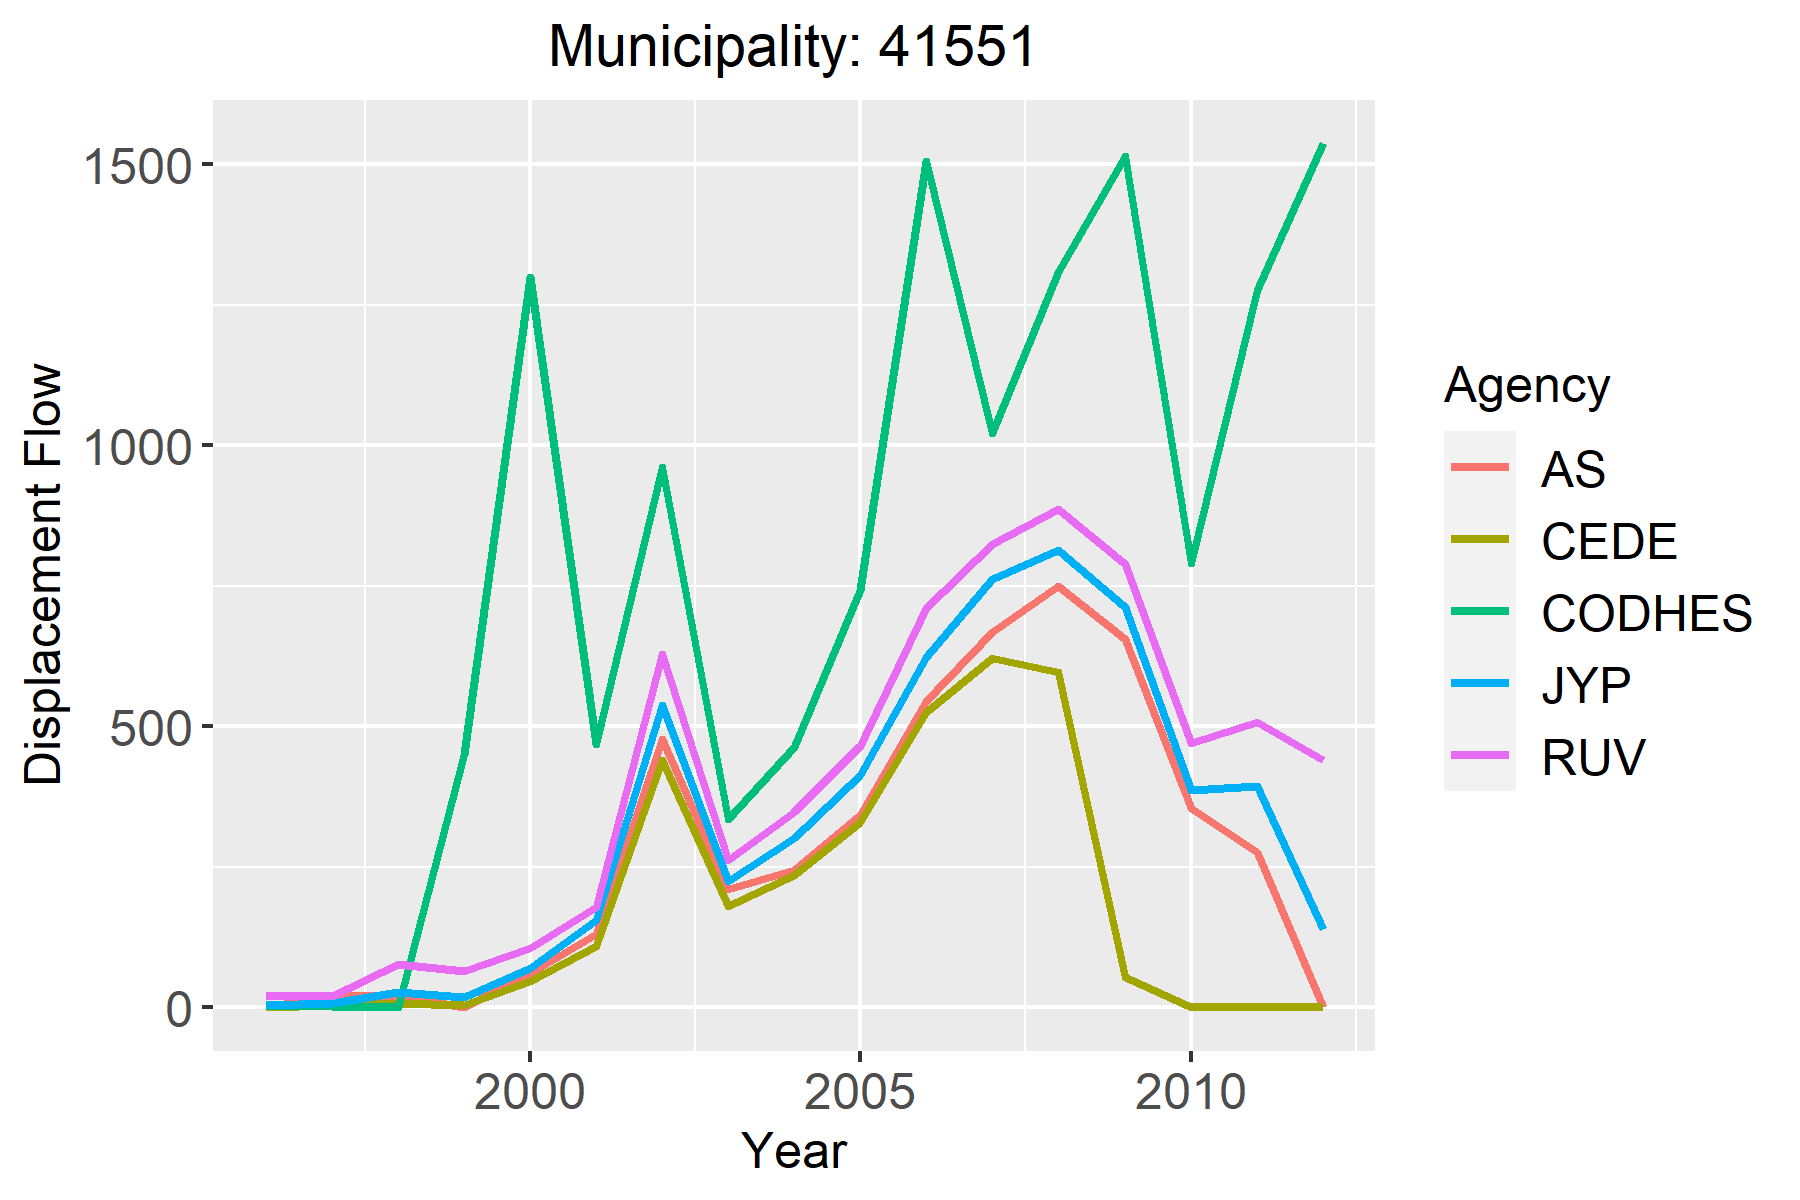 Municipality: 41551
Displacement Flow
1500
1000
500
0
2000 2005 2010
Year
Agency
AS
CEDE
CODHES
JYP
RUV